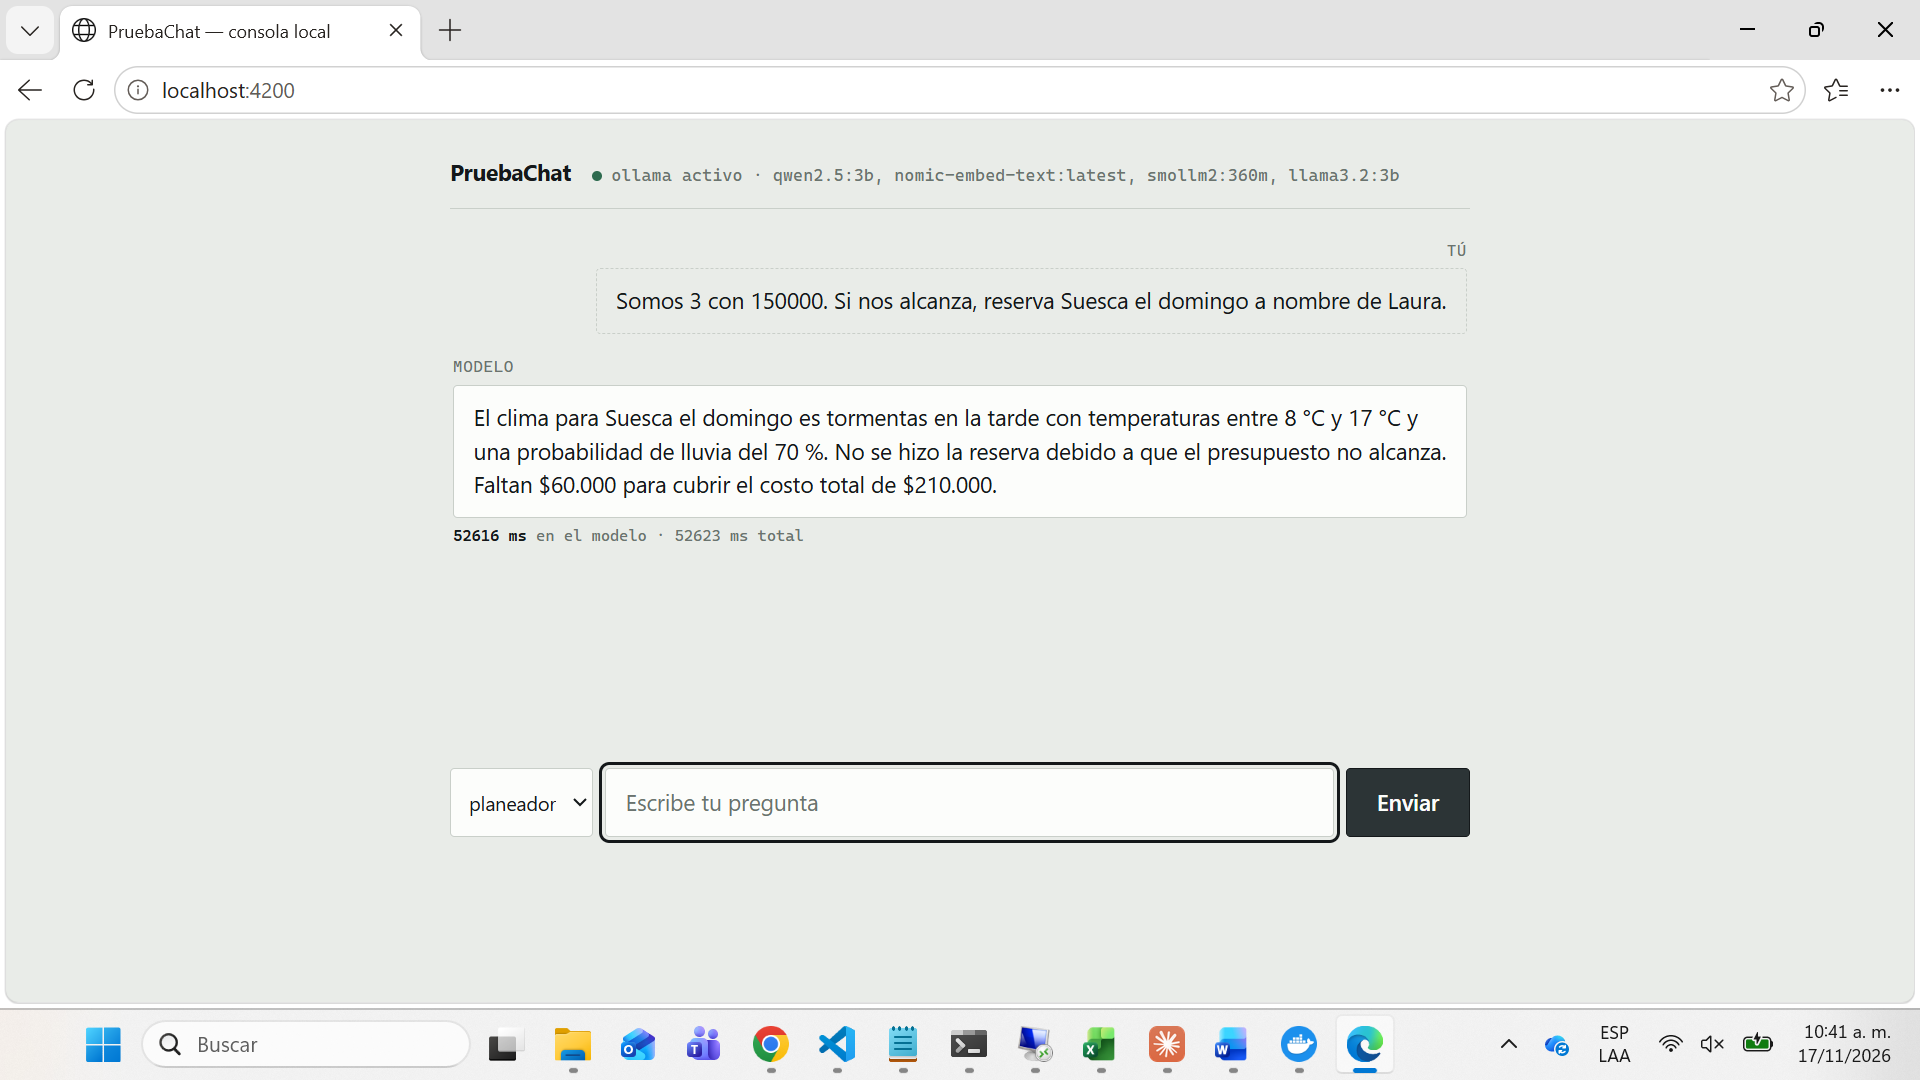 PruebaChat — consola local
localhost:4200
PruebaChat
ollama activo · qwen2.5:3b, nomic-embed-text:latest, smollm2:360m, llama3.2:3b
TÚ
Somos 3 con 150000. Si nos alcanza, reserva Suesca el domingo a nombre de Laura.
MODELO
El clima para Suesca el domingo es tormentas en la tarde con temperaturas entre 8 °C y 17 °C y
una probabilidad de lluvia del 70 %. No se hizo la reserva debido a que el presupuesto no alcanza.
Faltan $60.000 para cubrir el costo total de $210.000.
52616 ms en el modelo · 52623 ms total
planeador
Escribe tu pregunta
Enviar
Buscar
ESP
LAA
10:41 a. m.
17/11/2026